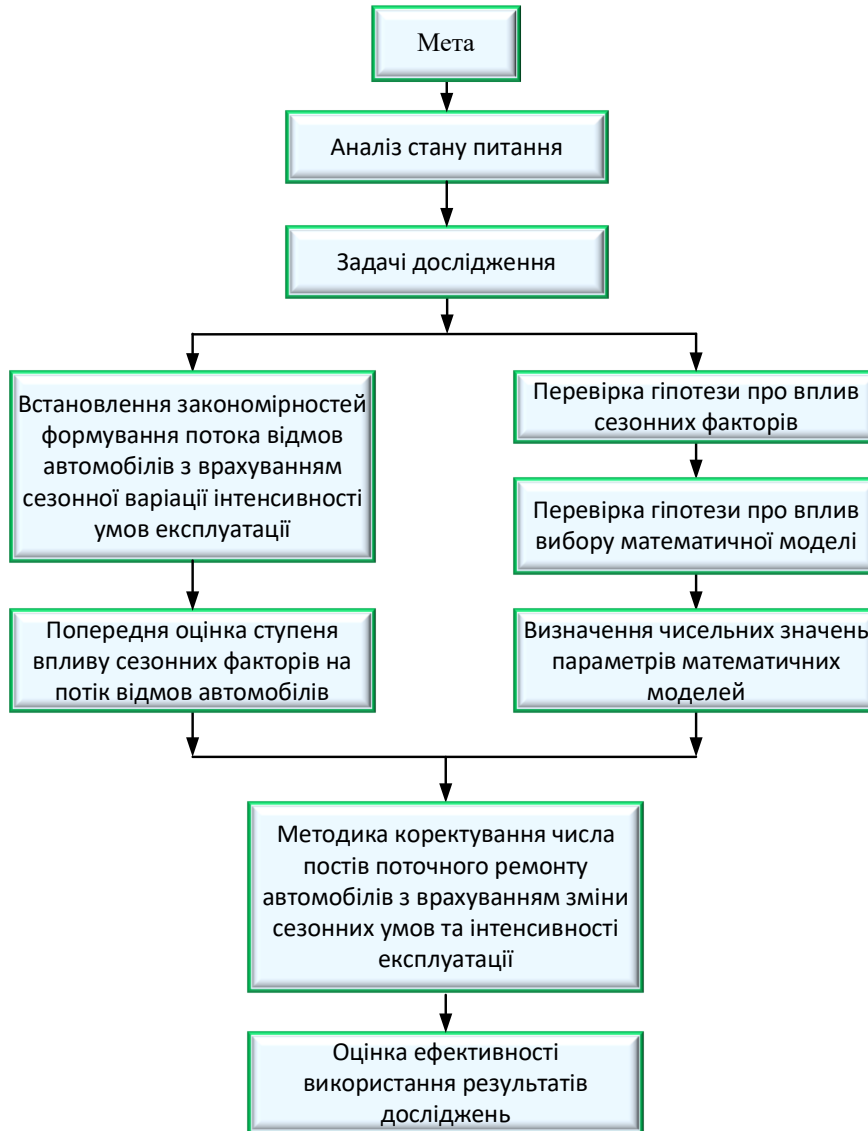 Мета
Аналіз стану питання
Задачі дослідження
Встановлення закономірностей
формування потока відмов
автомобілів з врахуванням
сезонної варіації інтенсивності
умов експлуатації
Попередня оцінка ступеня
впливу сезонних факторів на
потік відмов автомобілів
Перевірка гіпотези про вплив
сезонних факторів
Перевірка гіпотези про вплив
вибору математичної моделі
Визначення чисельних значень
параметрів математичних
моделей
Методика коректування числа
постів поточного ремонту
автомобілів з врахуванням зміни
сезонних умов та інтенсивності
експлуатації
Оцінка ефективності
використання результатів
досліджень